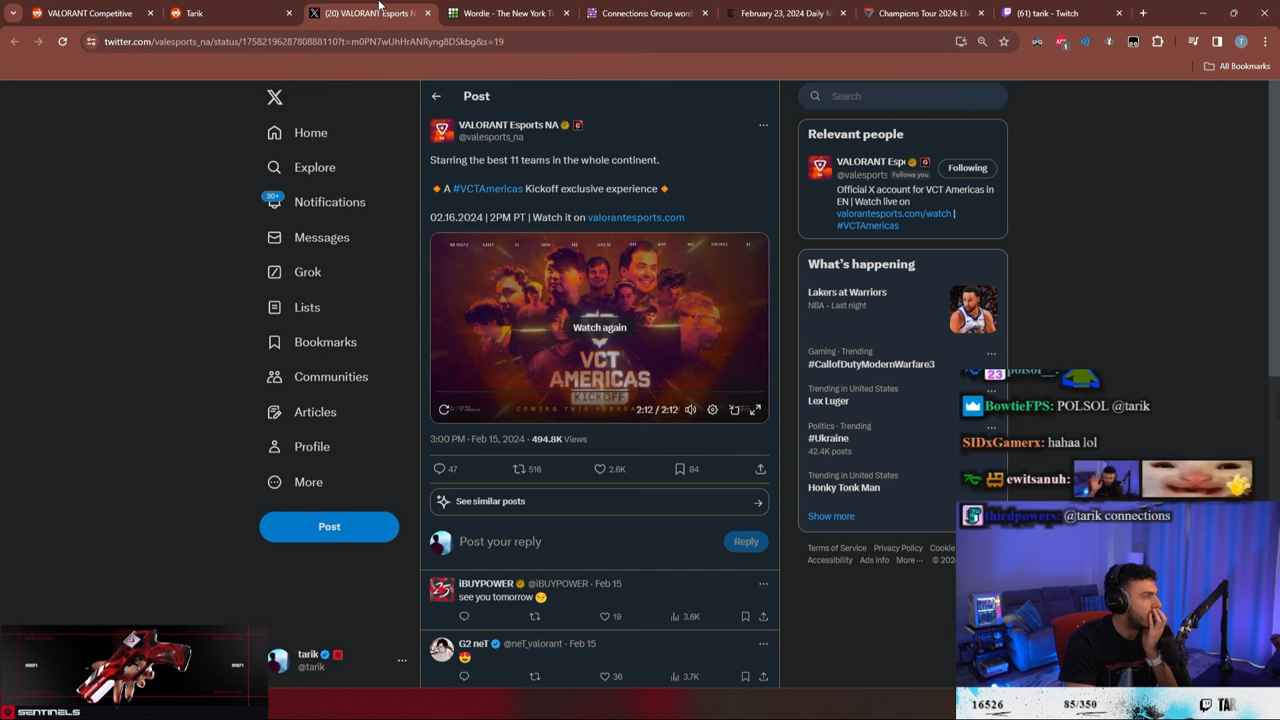 VALORANT Competitive
Tarik
(20) VALORANT Esports N
Wordle - The New York Ti
Connections: Group word
February 23, 2024 Daily M
Champions Tour 2024: EM
(61) tarik - Twitch
twitter.com/valesports_na/status/1758219628780888110?t=m0PN7wUhHrANRyng8DSkbg&s=19
All Bookmarks
Home
Explore
20+
Notifications
Messages
Grok
Lists
Bookmarks
Communities
Articles
Profile
More
Post
tarik
@tarik
SENTINELS
Post
VALORANT Esports NA
@valesports_na
Starring the best 11 teams in the whole continent.
A #VCTAmericas Kickoff exclusive experience
02.16.2024 | 2PM PT | Watch it on valorantesports.com
Watch again
VCT
AMERICAS
KICKOFF
2:12 / 2:12
3:00 PM · Feb 15, 2024 · 494.8K Views
47 516 2.6K 84
See similar posts
Post your reply
Reply
iBUYPOWER @iBUYPOWER · Feb 15
see you tomorrow
19 3.6K
G2 neT @neT_valorant · Feb 15
36 3.7K
Search
Relevant people
VALORANT Esp
@valesports Follows you
Following
Official X account for VCT Americas in
EN | Watch live on
valorantesports.com/watch |
#VCTAmericas
What's happening
Lakers at Warriors
NBA · Last night
Gaming · Trending
#CallofDutyModernWarfare3
Trending in United States
Lex Luger
Politics · Trending
#Ukraine
42.4K posts
Trending in United States
Honky Tonk Man
Show more
Terms of Service Privacy Policy Cookie
Accessibility Ads info More ··· © 202
23 polsol__:
BowtieFPS: POLSOL @tarik
SIDxGamerx: hahaa lol
ewitsanuh:
thirdpowers: @tarik connections
16526
85/350
TAR